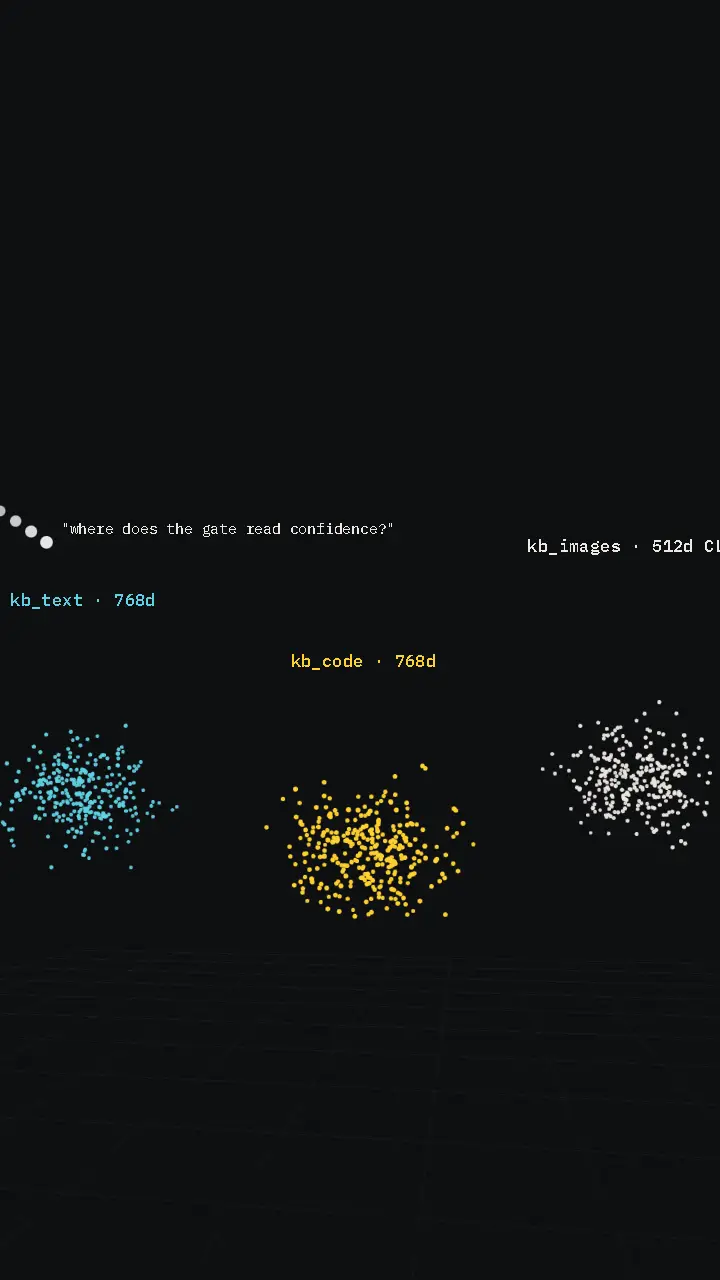 "where does the gate read confidence?"
kb_images · 512d
kb_text · 768d
kb_code · 768d